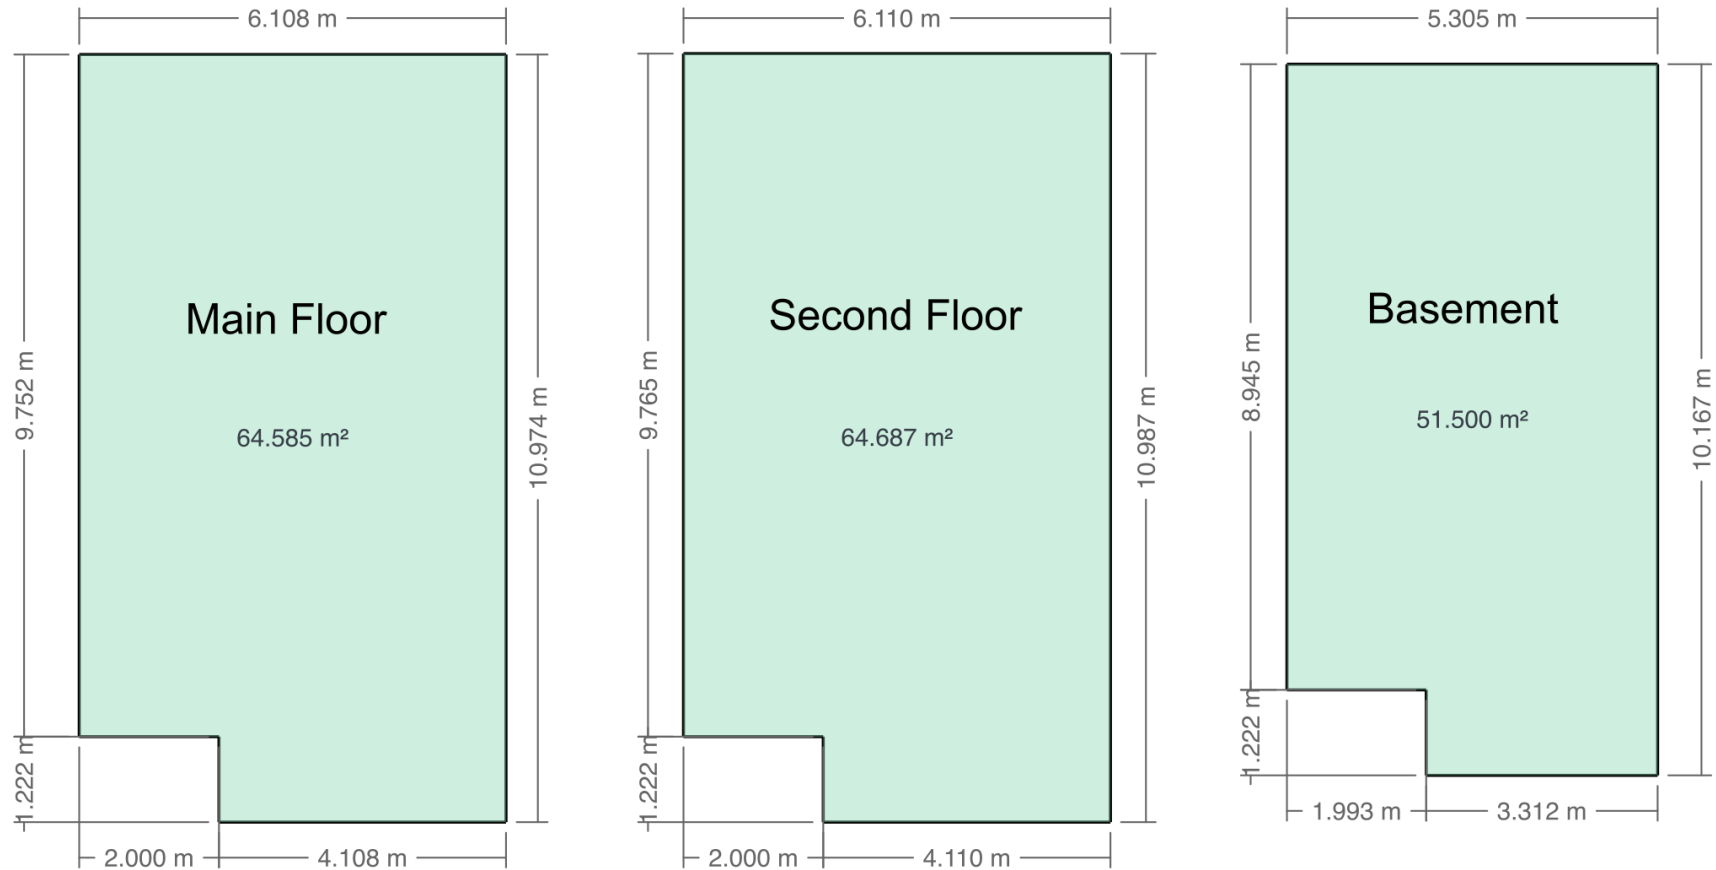 6.108 m
9.752 m
Main Floor
64.585 m²
10.974 m
1.222 m
2.000 m
4.108 m
6.110 m
9.765 m
Second Floor
64.687 m²
10.987 m
1.222 m
2.000 m
4.110 m
5.305 m
8.945 m
Basement
51.500 m²
10.167 m
1.222 m
1.993 m
3.312 m